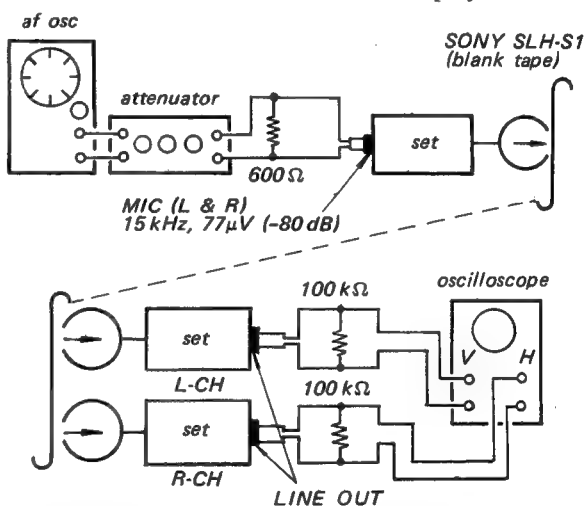 af osc
SONY SLH-S1
(blank tape)
attenuator
set
600Ω
MIC (L & R)
15 kHz, 77μV (-80 dB)
100 kΩ
oscilloscope
set
V
H
L-CH
100 kΩ
set
R-CH
LINE OUT